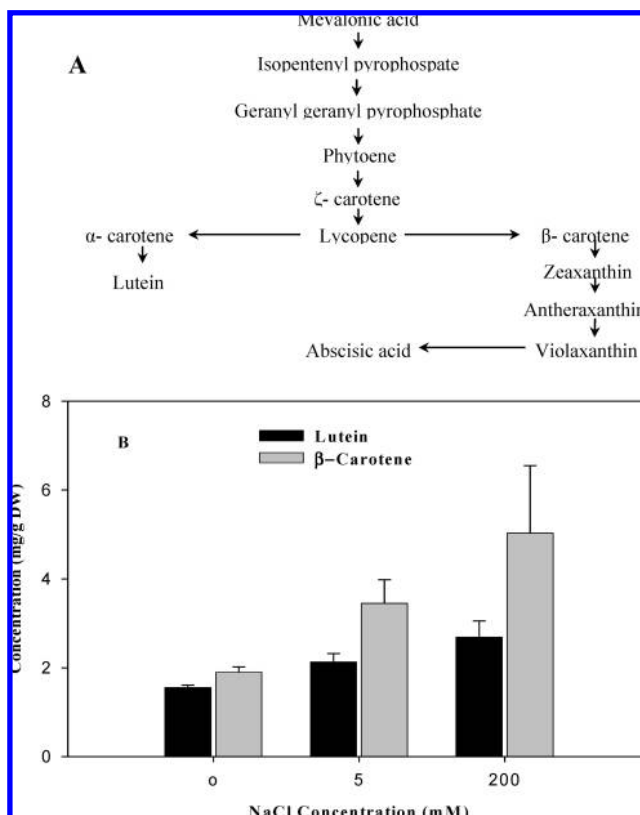 Mevalonic acid
A
Isopentenyl pyrophospate
Geranyl geranyl pyrophosphate
Phytoene
ζ- carotene
α- carotene Lycopene β- carotene
Lutein Zeaxanthin
Antheraxanthin
Abscisic acid Violaxanthin
8
B
Lutein
β-Carotene
6
4
2
0
Concentration (mg/g DW)
o 5 200
NaCl Concentration (mM)